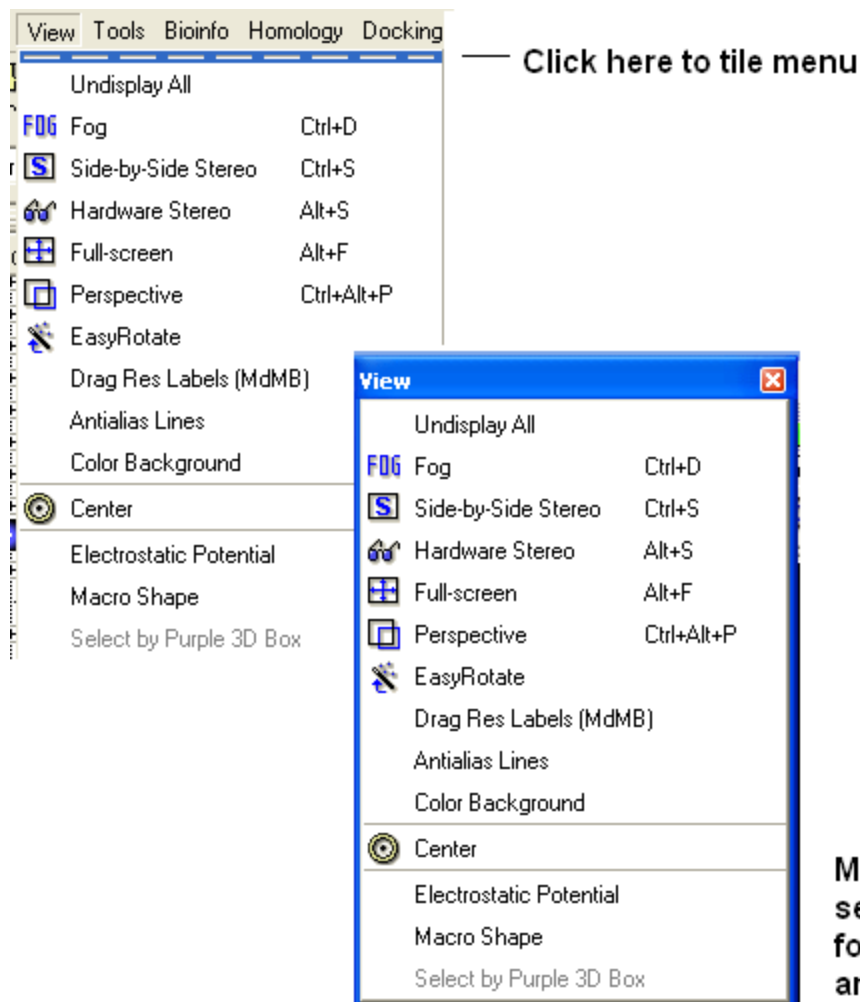 View Tools Bioinfo Homology Docking
Click here to tile menu
Undisplay All
FOG Fog Ctrl+D
S Side-by-Side Stereo Ctrl+S
Hardware Stereo Alt+S
Full-screen Alt+F
Perspective Ctrl+Alt+P
EasyRotate
Drag Res Labels (MdMB)
Antialias Lines
Color Background
Center
Electrostatic Potential
Macro Shape
Select by Purple 3D Box
View
Undisplay All
FOG Fog Ctrl+D
S Side-by-Side Stereo Ctrl+S
Hardware Stereo Alt+S
Full-screen Alt+F
Perspective Ctrl+Alt+P
EasyRotate
Drag Res Labels (MdMB)
Antialias Lines
Color Background
Center
Electrostatic Potential
Macro Shape
Select by Purple 3D Box